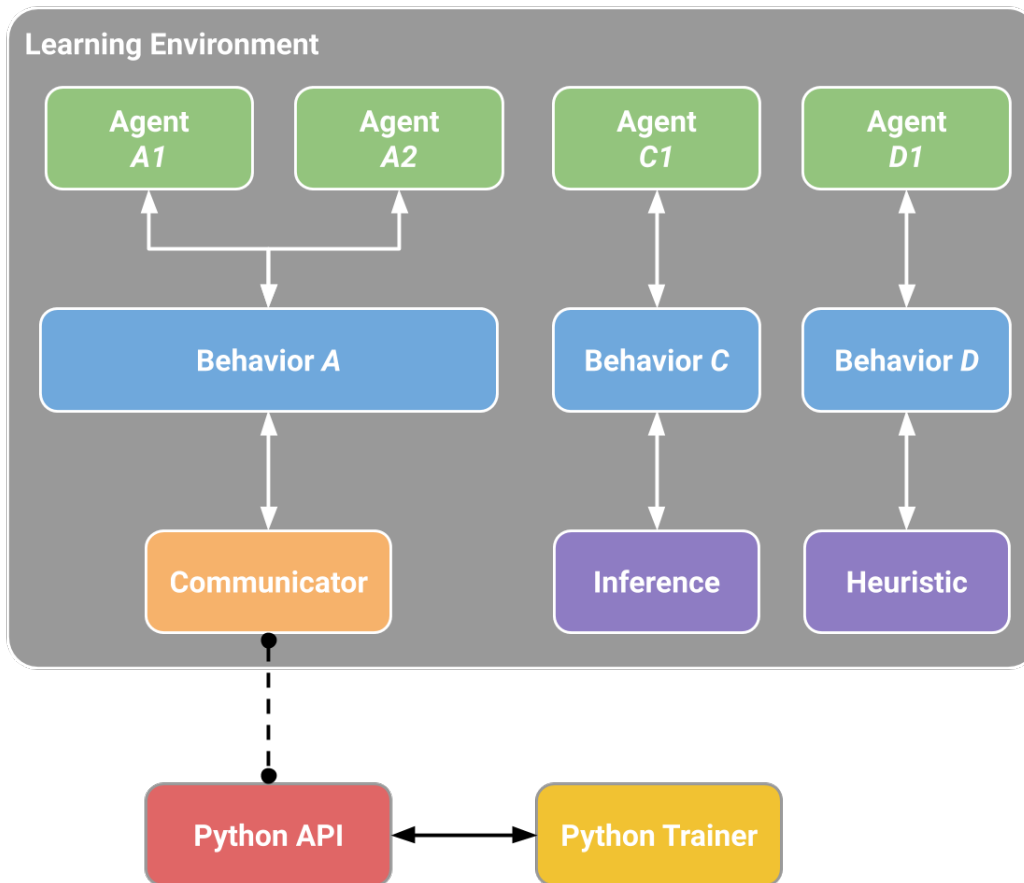 Learning Environment
Agent
A1
Agent
A2
Agent
C1
Agent
D1
Behavior A
Behavior C
Behavior D
Communicator
Inference
Heuristic
Python API
Python Trainer